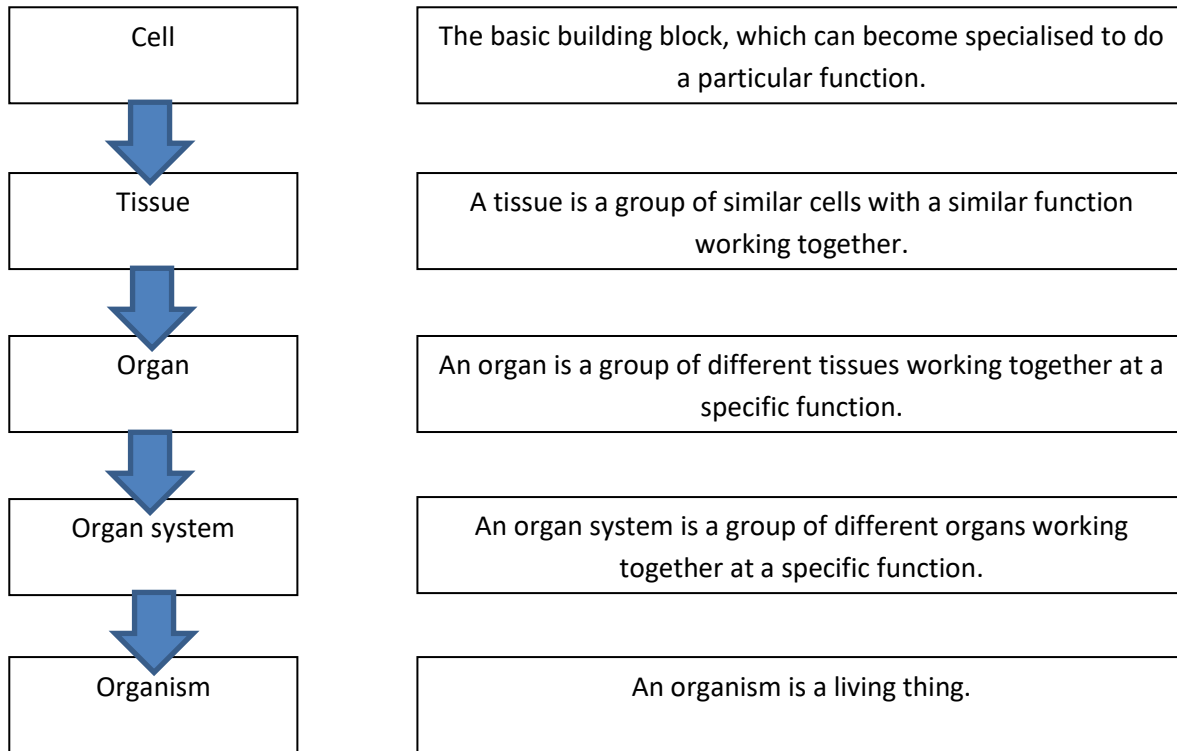 Cell
The basic building block, which can become specialised to do
a particular function.
Tissue
A tissue is a group of similar cells with a similar function
working together.
Organ
An organ is a group of different tissues working together at a
specific function.
Organ system
An organ system is a group of different organs working
together at a specific function.
Organism
An organism is a living thing.